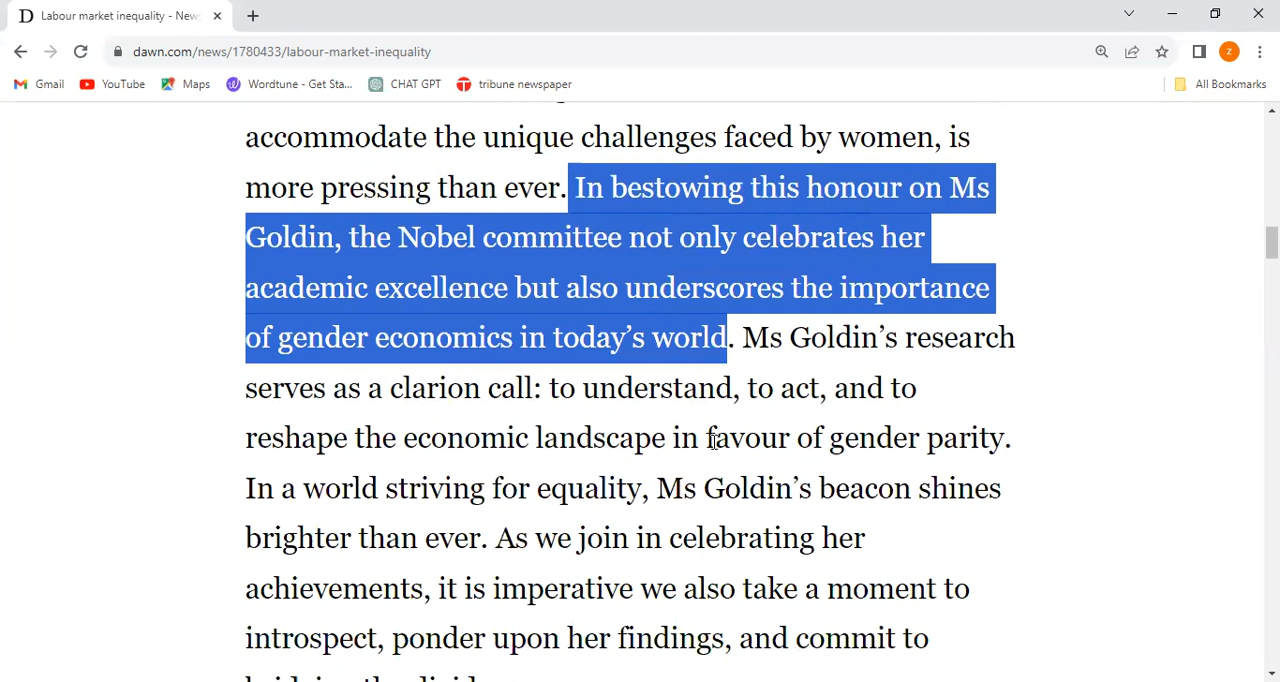 Labour market inequality - New
dawn.com/news/1780433/labour-market-inequality
Z
Gmail YouTube Maps Wordtune - Get Sta... CHAT GPT tribune newspaper All Bookmarks
accommodate the unique challenges faced by women, is
more pressing than ever. In bestowing this honour on Ms
Goldin, the Nobel committee not only celebrates her
academic excellence but also underscores the importance
of gender economics in today’s world. Ms Goldin’s research
serves as a clarion call: to understand, to act, and to
reshape the economic landscape in favour of gender parity.
In a world striving for equality, Ms Goldin’s beacon shines
brighter than ever. As we join in celebrating her
achievements, it is imperative we also take a moment to
introspect, ponder upon her findings, and commit to